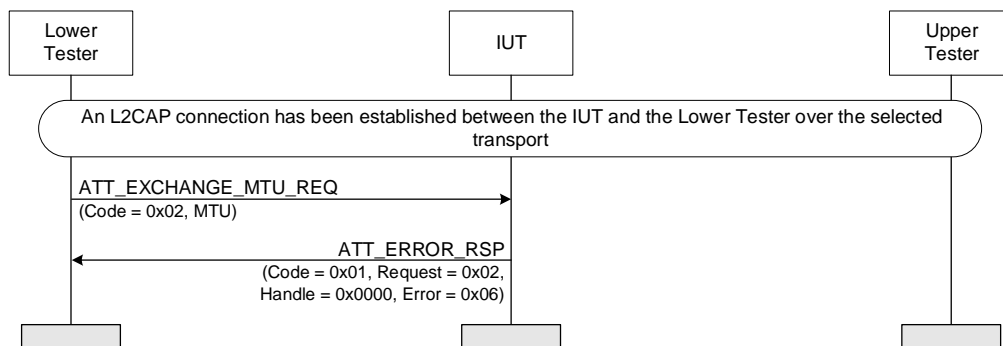 Lower
Tester
IUT
Upper
Tester
An L2CAP connection has been established between the IUT and the Lower Tester over the selected
transport
ATT_EXCHANGE_MTU_REQ
(Code = 0x02, MTU)
ATT_ERROR_RSP
(Code = 0x01, Request = 0x02,
Handle = 0x0000, Error = 0x06)